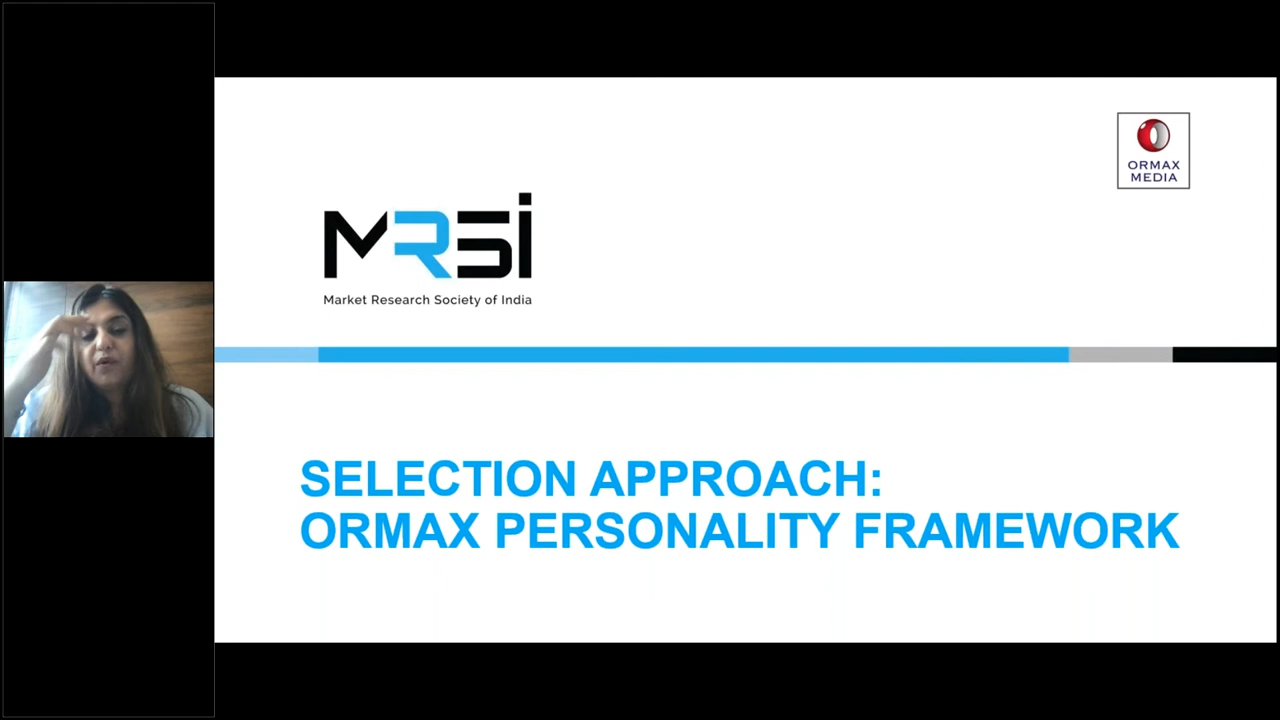 ORMAX
MEDIA
MRSI
Market Research Society of India
SELECTION APPROACH:
ORMAX PERSONALITY FRAMEWORK